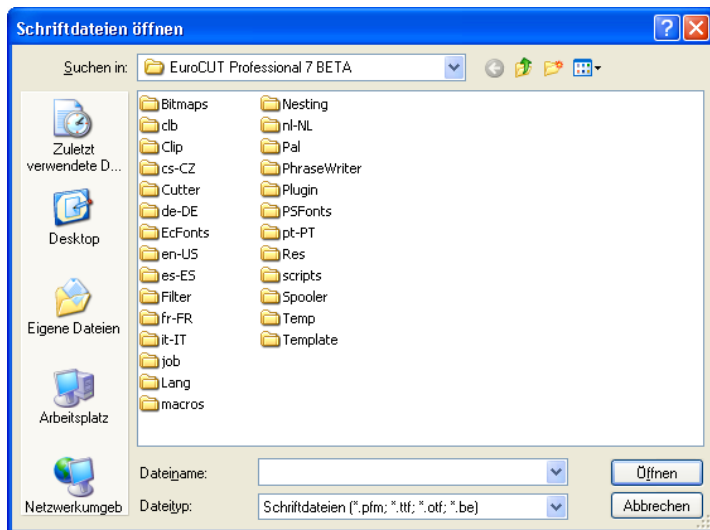 Schriftdateien öffnen
Suchen in:
EuroCUT Professional 7 BETA
Zuletzt
verwendete D...
Desktop
Eigene Dateien
Arbeitsplatz
Netzwerkumgeb
Bitmaps
clb
Clip
cs-CZ
Cutter
de-DE
EcFonts
en-US
es-ES
Filter
fr-FR
it-IT
job
Lang
macros
Nesting
nl-NL
Pal
PhraseWriter
Plugin
PSFonts
pt-PT
Res
scripts
Spooler
Temp
Template
Dateiname:
Öffnen
Dateityp:
Schriftdateien (*.pfm; *.ttf; *.otf; *.be)
Abbrechen